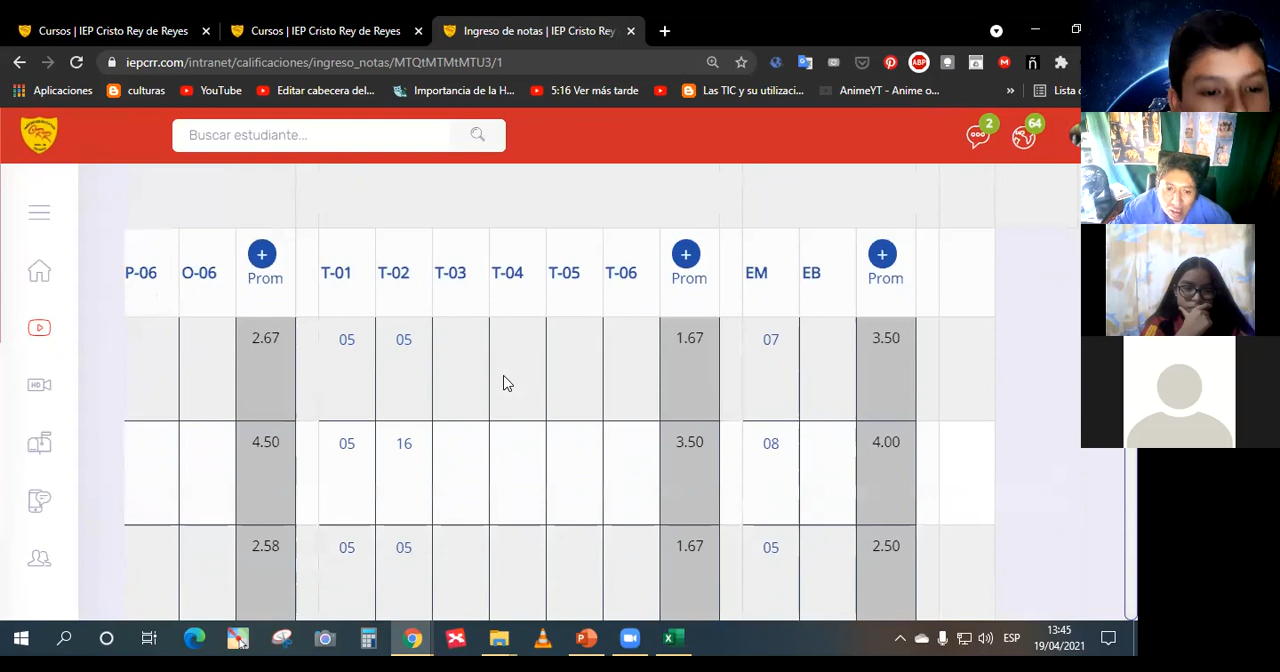 Cursos | IEP Cristo Rey de Reyes
Cursos | IEP Cristo Rey de Reyes
Ingreso de notas | IEP Cristo Rey
iepcrr.com/intranet/calificaciones/ingreso_notas/MTQtMTMtMTU3/1
Aplicaciones
culturas
YouTube
Editar cabecera del...
Importancia de la H...
5:16 Ver más tarde
Las TIC y su utilizaci...
AnimeYT - Anime o...
»
Lista
ABP
ñ
Buscar estudiante...
2
64
P-06 O-06 + Prom T-01 T-02 T-03 T-04 T-05 T-06 + Prom EM EB + Prom
2.67 05 05 1.67 07 3.50
4.50 05 16 3.50 08 4.00
2.58 05 05 1.67 05 2.50
HD
ESP
13:45
19/04/2021